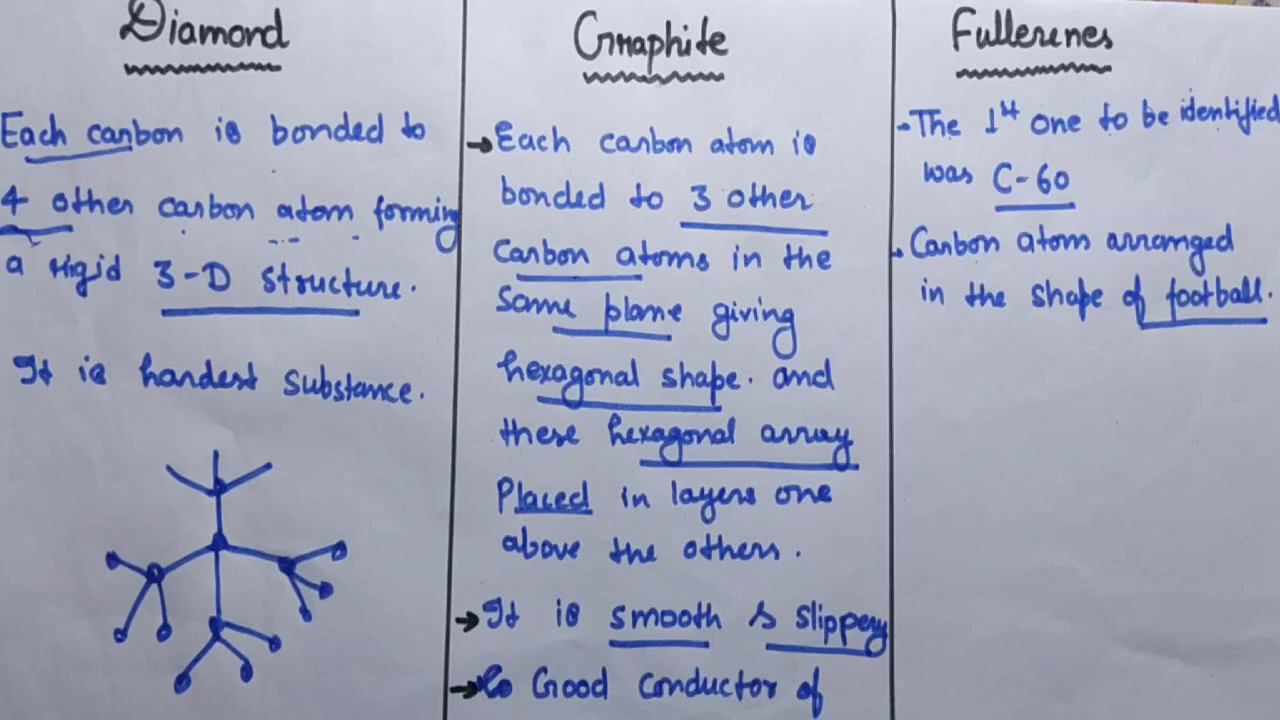 Diamond
Each carbon is bonded to
4 other carbon atom forming
a rigid 3-D structure.
It is hardest substance.
Graphite
→Each carbon atom is
bonded to 3 other
Carbon atoms in the
same plane giving
hexagonal shape. and
these hexagonal array
Placed in layers one
above the others.
→It is smooth & slippery
→ Good conductor of
Fullerenes
The 1st one to be identified
was C-60
Carbon atom arranged
in the shape of football.